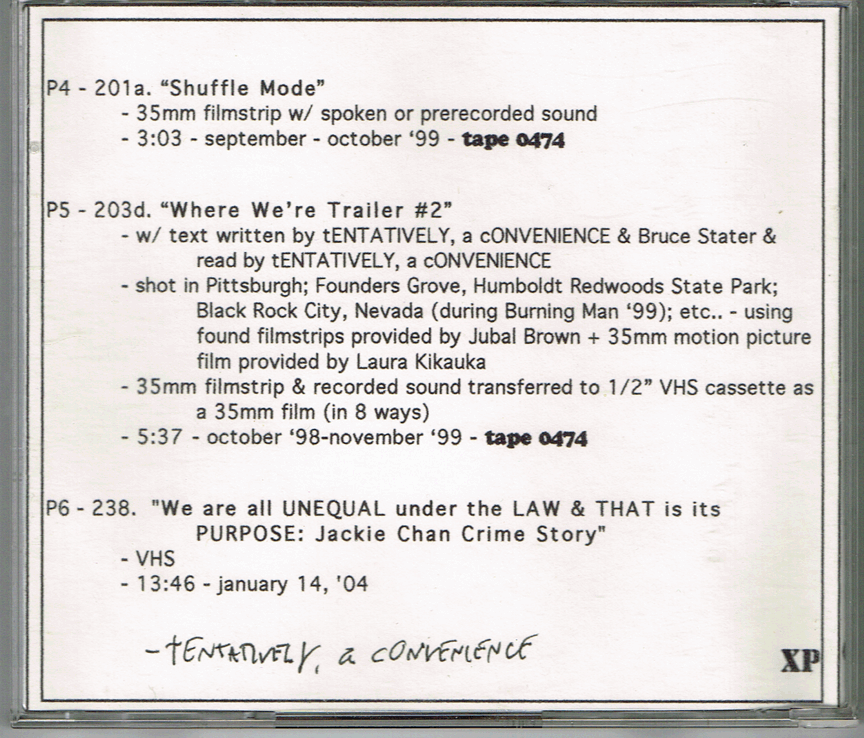 P4 - 201a. “Shuffle Mode”
- 35mm filmstrip w/ spoken or prerecorded sound
- 3:03 - september - october ‘99 - tape 0474
P5 - 203d. “Where We’re Trailer #2”
- w/ text written by tENTATIVELY, a cONVENIENCE & Bruce Stater &
read by tENTATIVELY, a cONVENIENCE
- shot in Pittsburgh; Founders Grove, Humboldt Redwoods State Park;
Black Rock City, Nevada (during Burning Man ‘99); etc.. - using
found filmstrips provided by Jubal Brown + 35mm motion picture
film provided by Laura Kikauka
- 35mm filmstrip & recorded sound transferred to 1/2” VHS cassette as
a 35mm film (in 8 ways)
- 5:37 - october ‘98-november ‘99 - tape 0474
P6 - 238. "We are all UNEQUAL under the LAW & THAT is its
PURPOSE: Jackie Chan Crime Story"
- VHS
- 13:46 - january 14, '04
- tENTATIVELY, a cONVENIENCE
XP